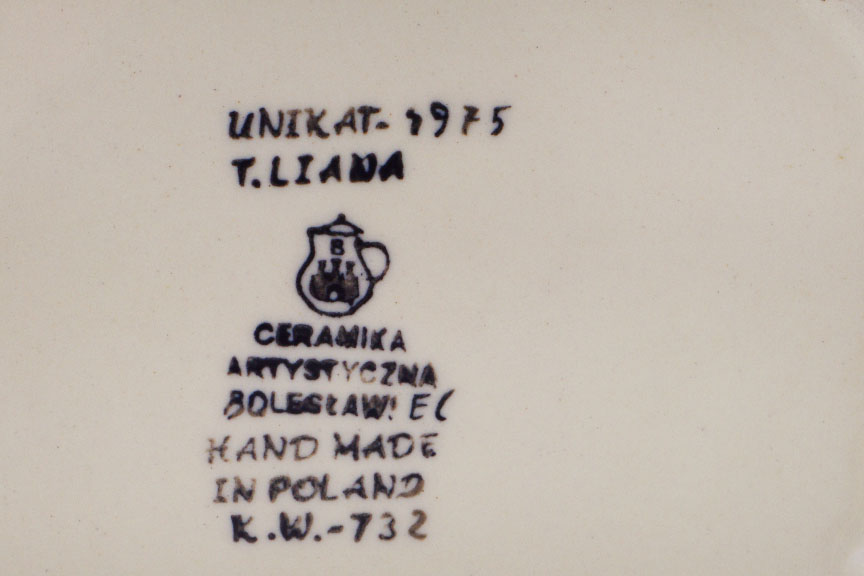 UNIKAT-1975
T. LIANA
B
CERAMIKA
ARTYSTYCZNA
BOLESŁAWIEC
HAND MADE
IN POLAND
K.W.-732